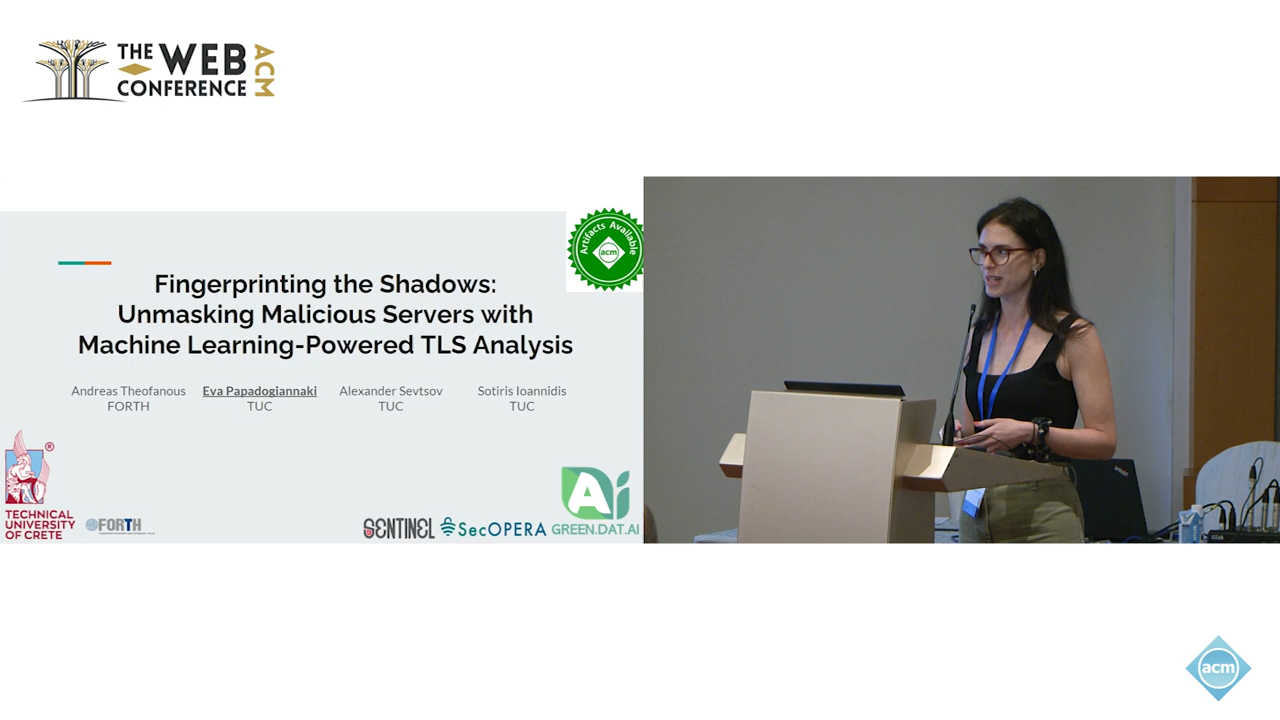 THE WEB
CONFERENCE
ACM
Artifacts Available
acm
Fingerprinting the Shadows:
Unmasking Malicious Servers with
Machine Learning-Powered TLS Analysis
Andreas Theofanous
FORTH
Eva Papadogiannaki
TUC
Alexander Sevtsov
TUC
Sotiris Ioannidis
TUC
TECHNICAL
UNIVERSITY
OF CRETE
®
FORTH
SENTINEL
SecOPERA
Ai
GREEN.DAT.AI
acm